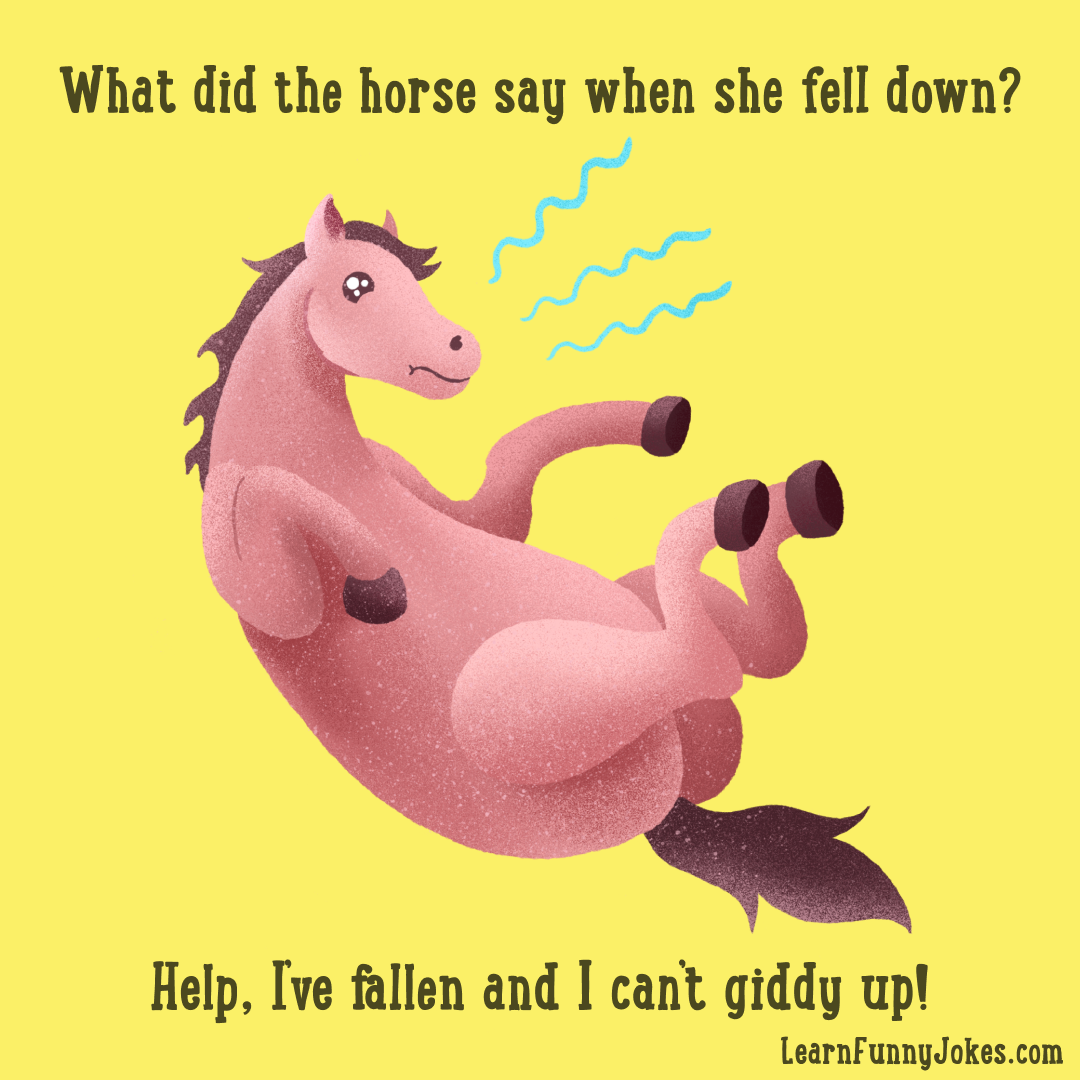 What did the horse say when she fell down?
Help, I've fallen and I can't giddy up!
LearnFunnyJokes.com